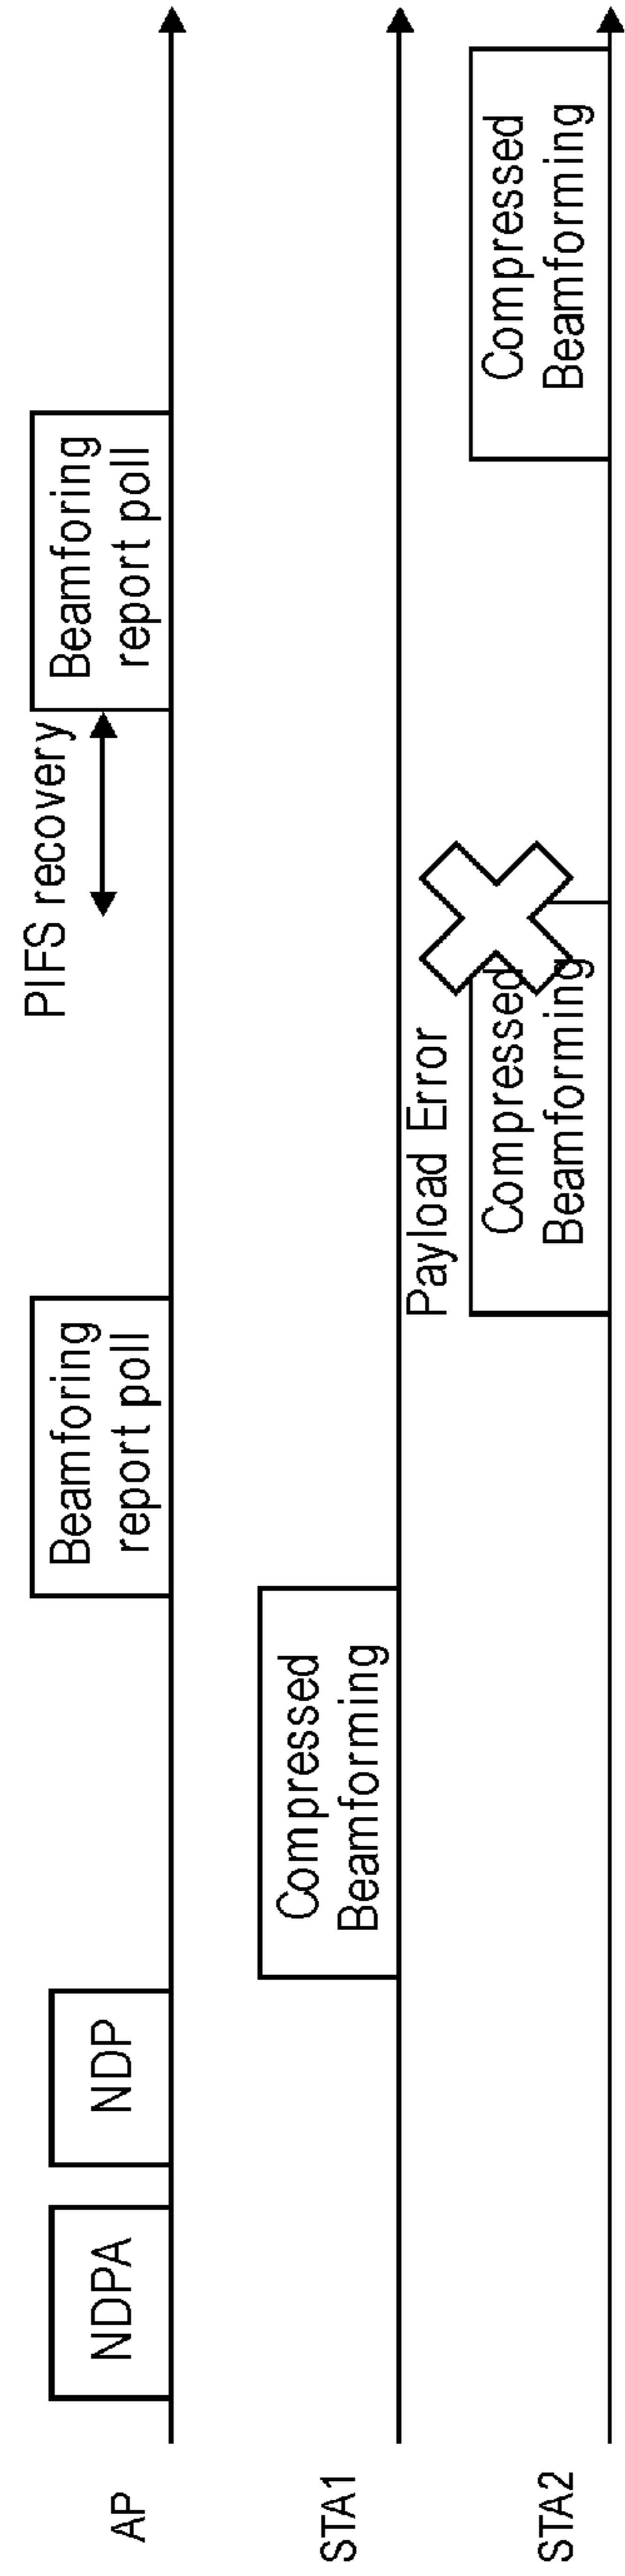 AP
NDPA
NDP
Beamforing
report poll
PIFS recovery
Beamforing
report poll
STA1
Compressed
Beamforming
STA2
Payload Error
Compressed
Beamforming
Compressed
Beamforming